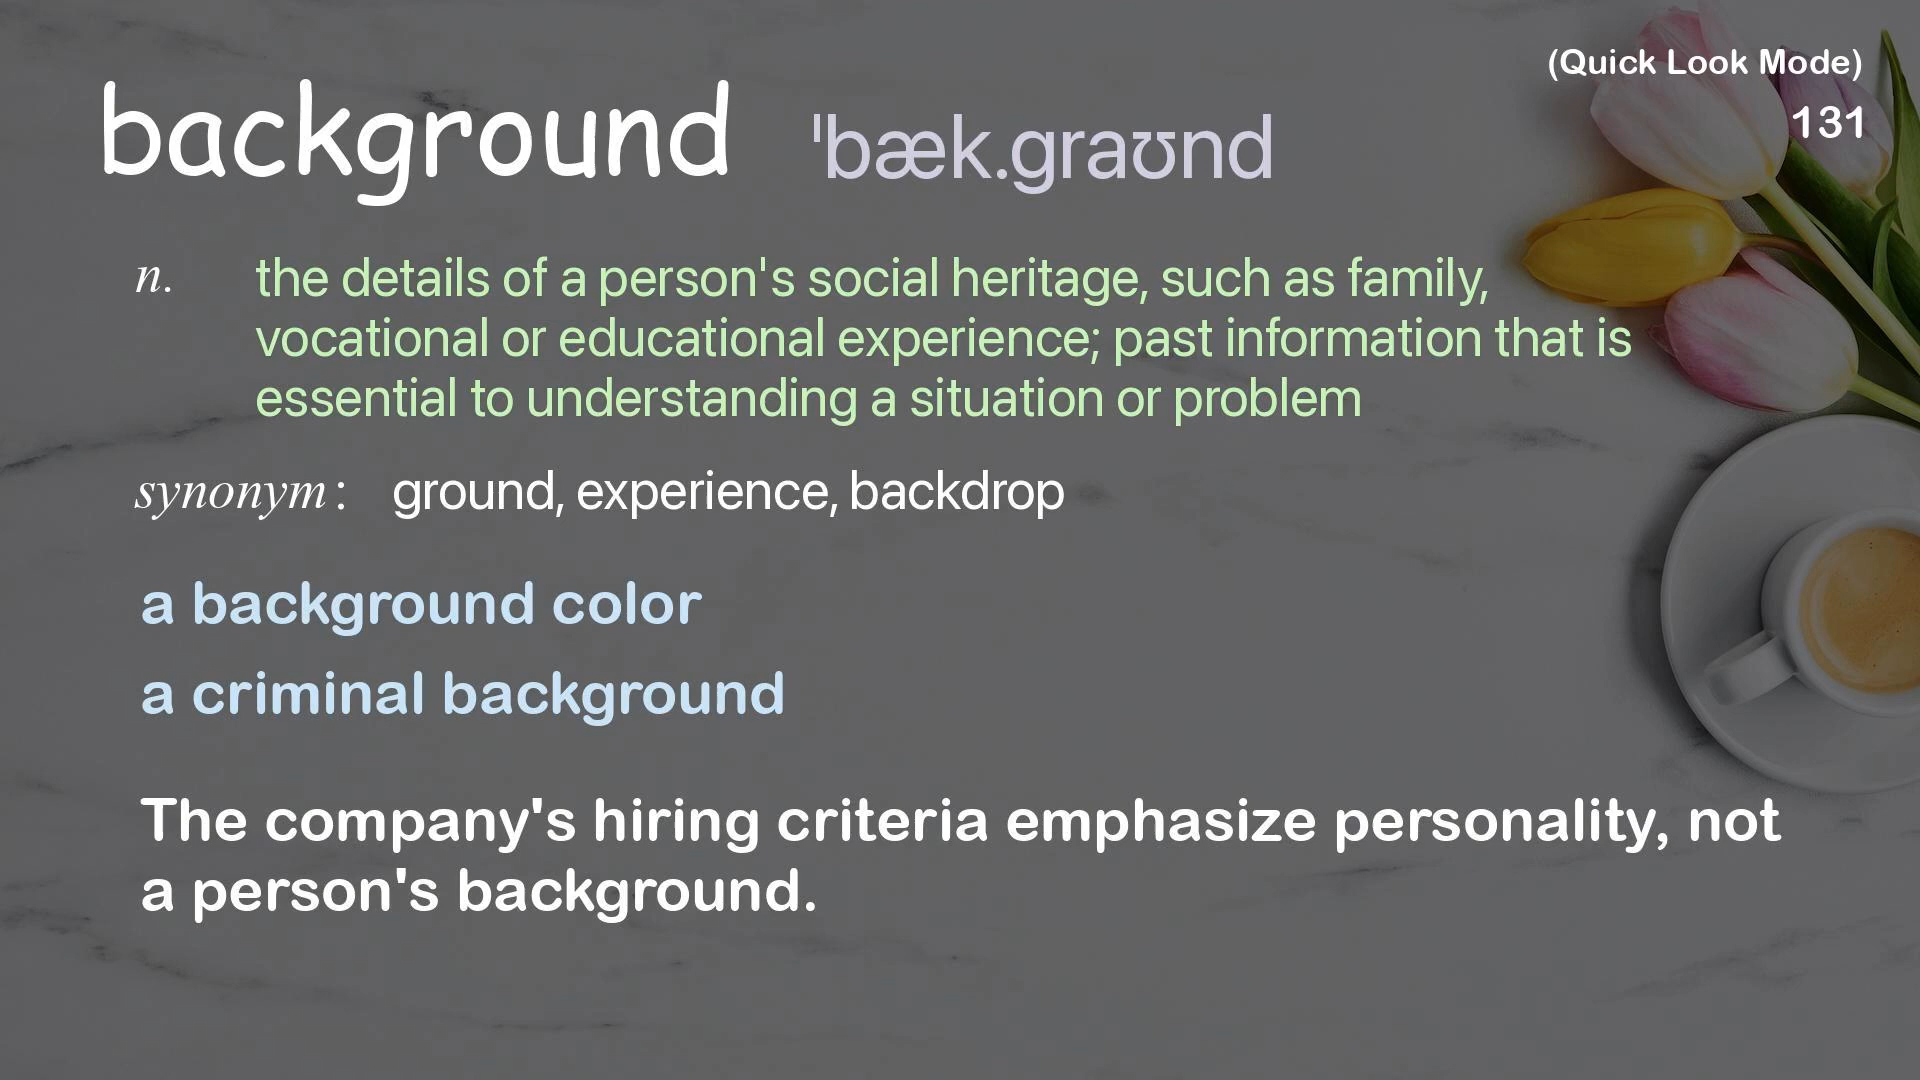 (Quick Look Mode)
131
background ˈbæk.graʊnd
n. the details of a person's social heritage, such as family,
vocational or educational experience; past information that is
essential to understanding a situation or problem
synonym: ground, experience, backdrop
a background color
a criminal background
The company's hiring criteria emphasize personality, not
a person's background.